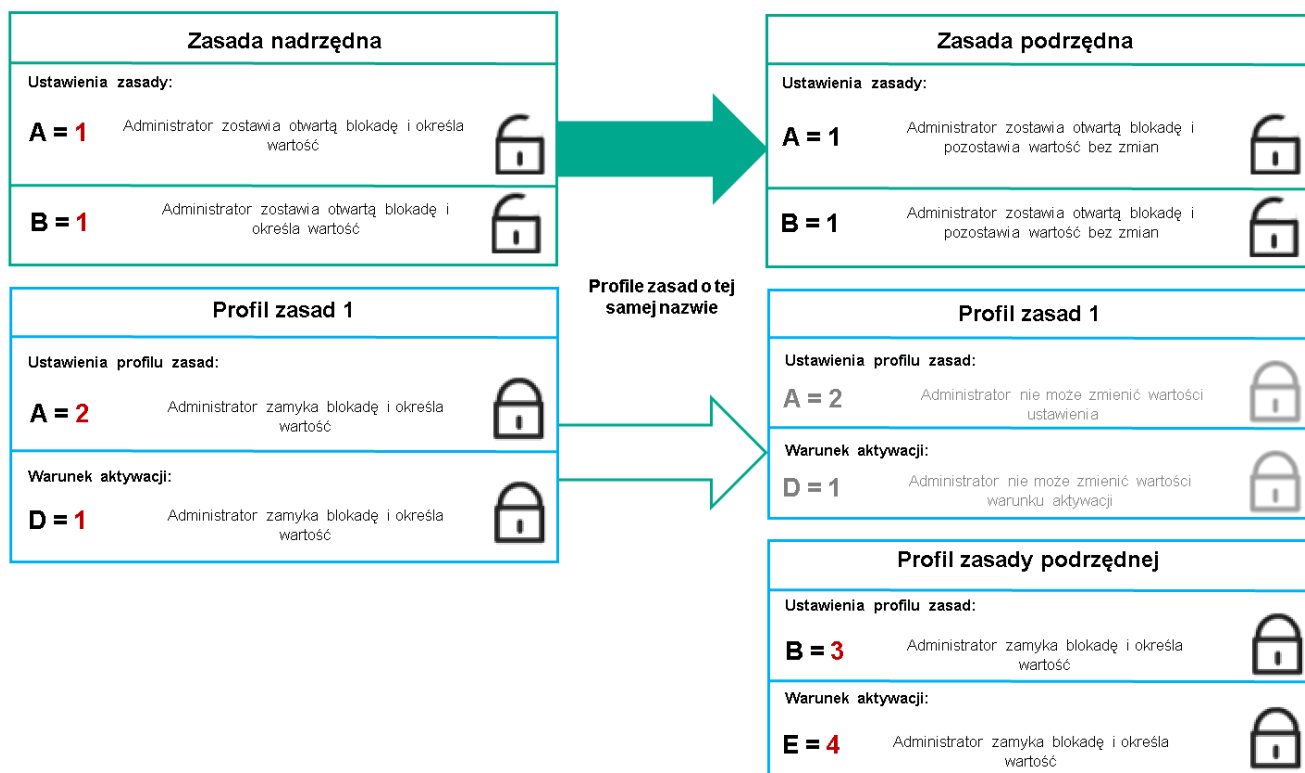 Zasada nadrzędna
Ustawienia zasady:
A = 1
Administrator zostawia otwartą blokadę i określa
wartość
B = 1
Administrator zostawia otwartą blokadę i
określa wartość
Zasada podrzędna
Ustawienia zasady:
A = 1
Administrator zostawia otwartą blokadę i
pozostawia wartość bez zmian
B = 1
Administrator zostawia otwartą blokadę i
pozostawia wartość bez zmian
Profile zasad o tej
samej nazwie
Profil zasad 1
Ustawienia profilu zasad:
A = 2
Administrator zamyka blokadę i określa
wartość
Warunek aktywacji:
D = 1
Administrator zamyka blokadę i określa
wartość
Profil zasad 1
Ustawienia profilu zasad:
A = 2
Administrator nie może zmienić wartości
ustawienia
Warunek aktywacji:
D = 1
Administrator nie może zmienić wartości
warunku aktywacji
Profil zasady podrzędnej
Ustawienia profilu zasad:
B = 3
Administrator zamyka blokadę i określa
wartość
Warunek aktywacji:
E = 4
Administrator zamyka blokadę i określa
wartość